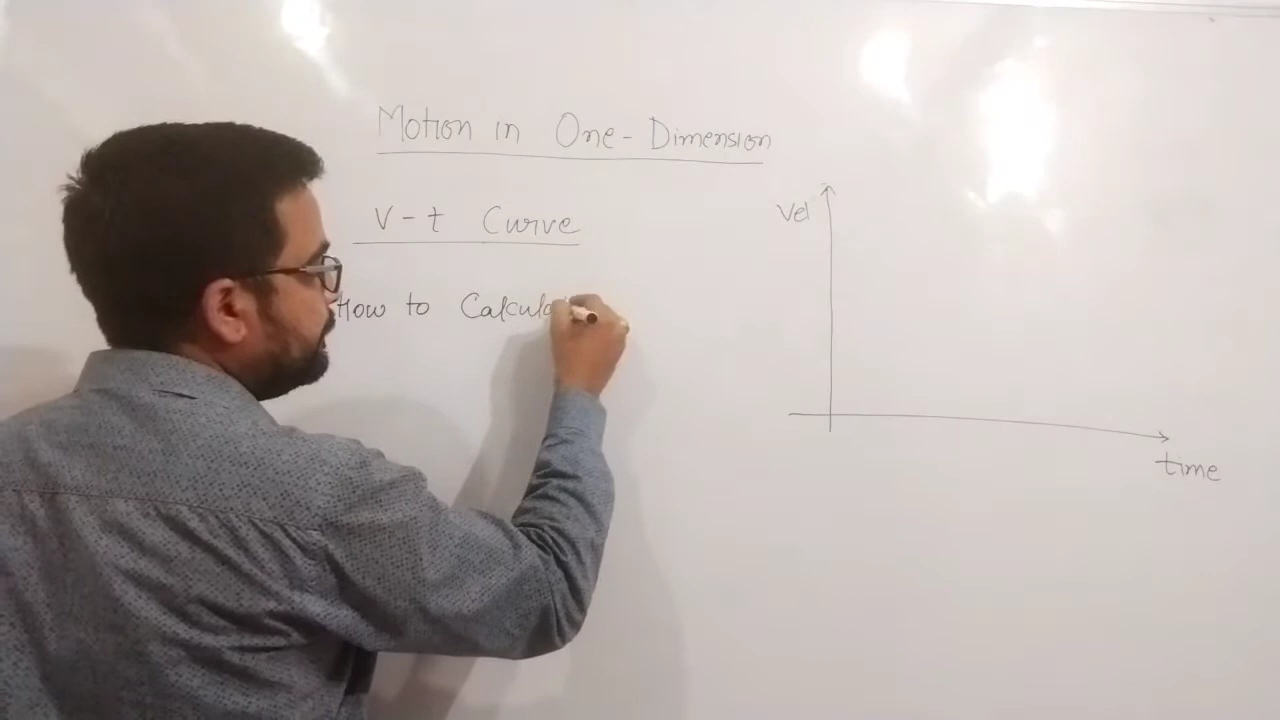 Motion in One-Dimension
V-t Curve
How to
Vel
time